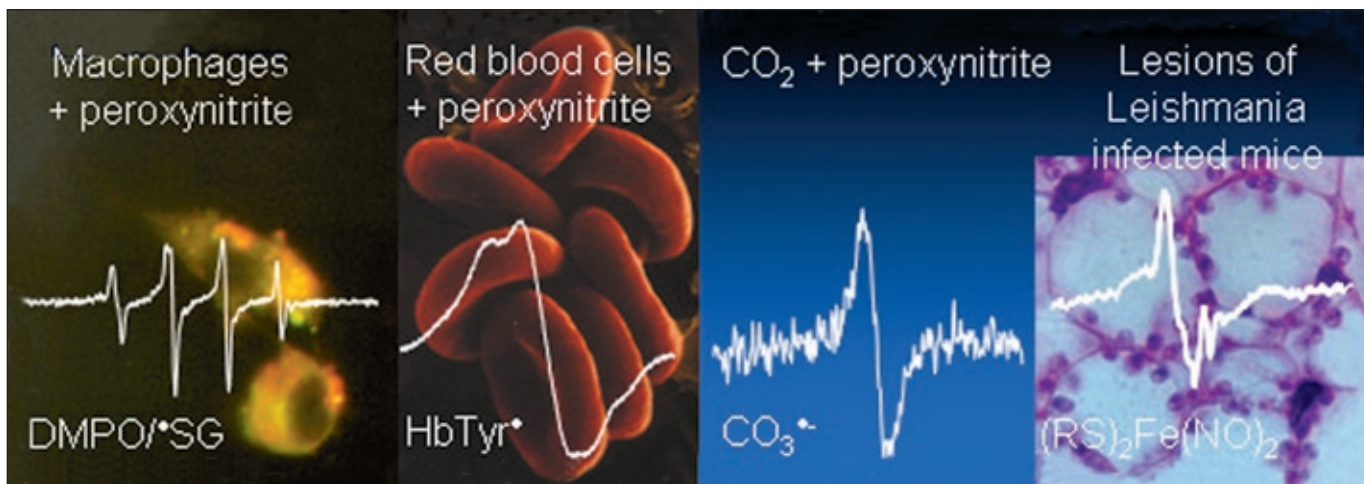 Macrophages
+ peroxynitrite
Red blood cells
+ peroxynitrite
CO₂ + peroxynitrite
Lesions of
Leishmania
infected mice
DMPO/•SG
HbTyr•
CO₃•-
(RS)₂Fe(NO)₂